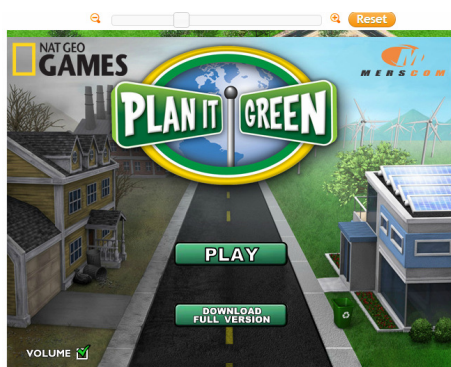 Reset
NAT GEO
GAMES
MERSCOM
PLAN IT GREEN
PLAY
DOWNLOAD
FULL VERSION
VOLUME